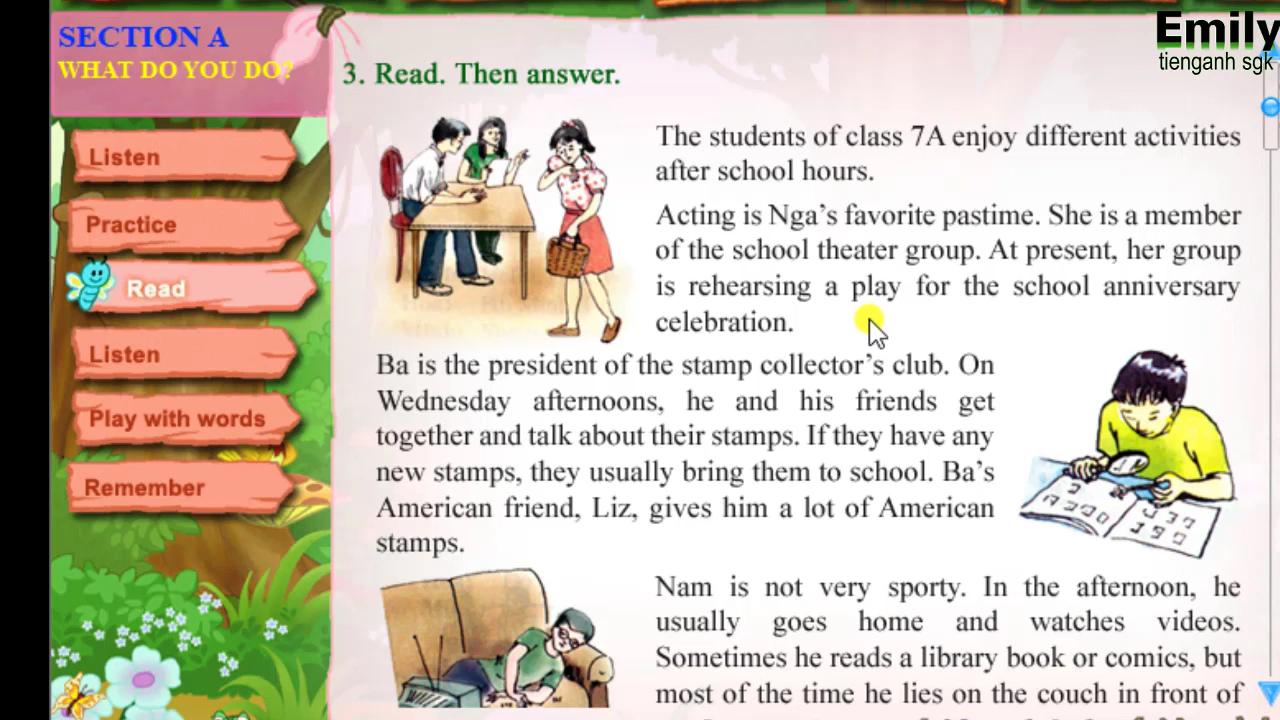 Emily
tienganh sgk
SECTION A
WHAT DO YOU DO?
Listen
Practice
Read
Listen
Play with words
Remember
3. Read. Then answer.
The students of class 7A enjoy different activities
after school hours.
Acting is Nga's favorite pastime. She is a member
of the school theater group. At present, her group
is rehearsing a play for the school anniversary
celebration.
Ba is the president of the stamp collector's club. On
Wednesday afternoons, he and his friends get
together and talk about their stamps. If they have any
new stamps, they usually bring them to school. Ba's
American friend, Liz, gives him a lot of American
stamps.
Nam is not very sporty. In the afternoon, he
usually goes home and watches videos.
Sometimes he reads a library book or comics, but
most of the time he lies on the couch in front of